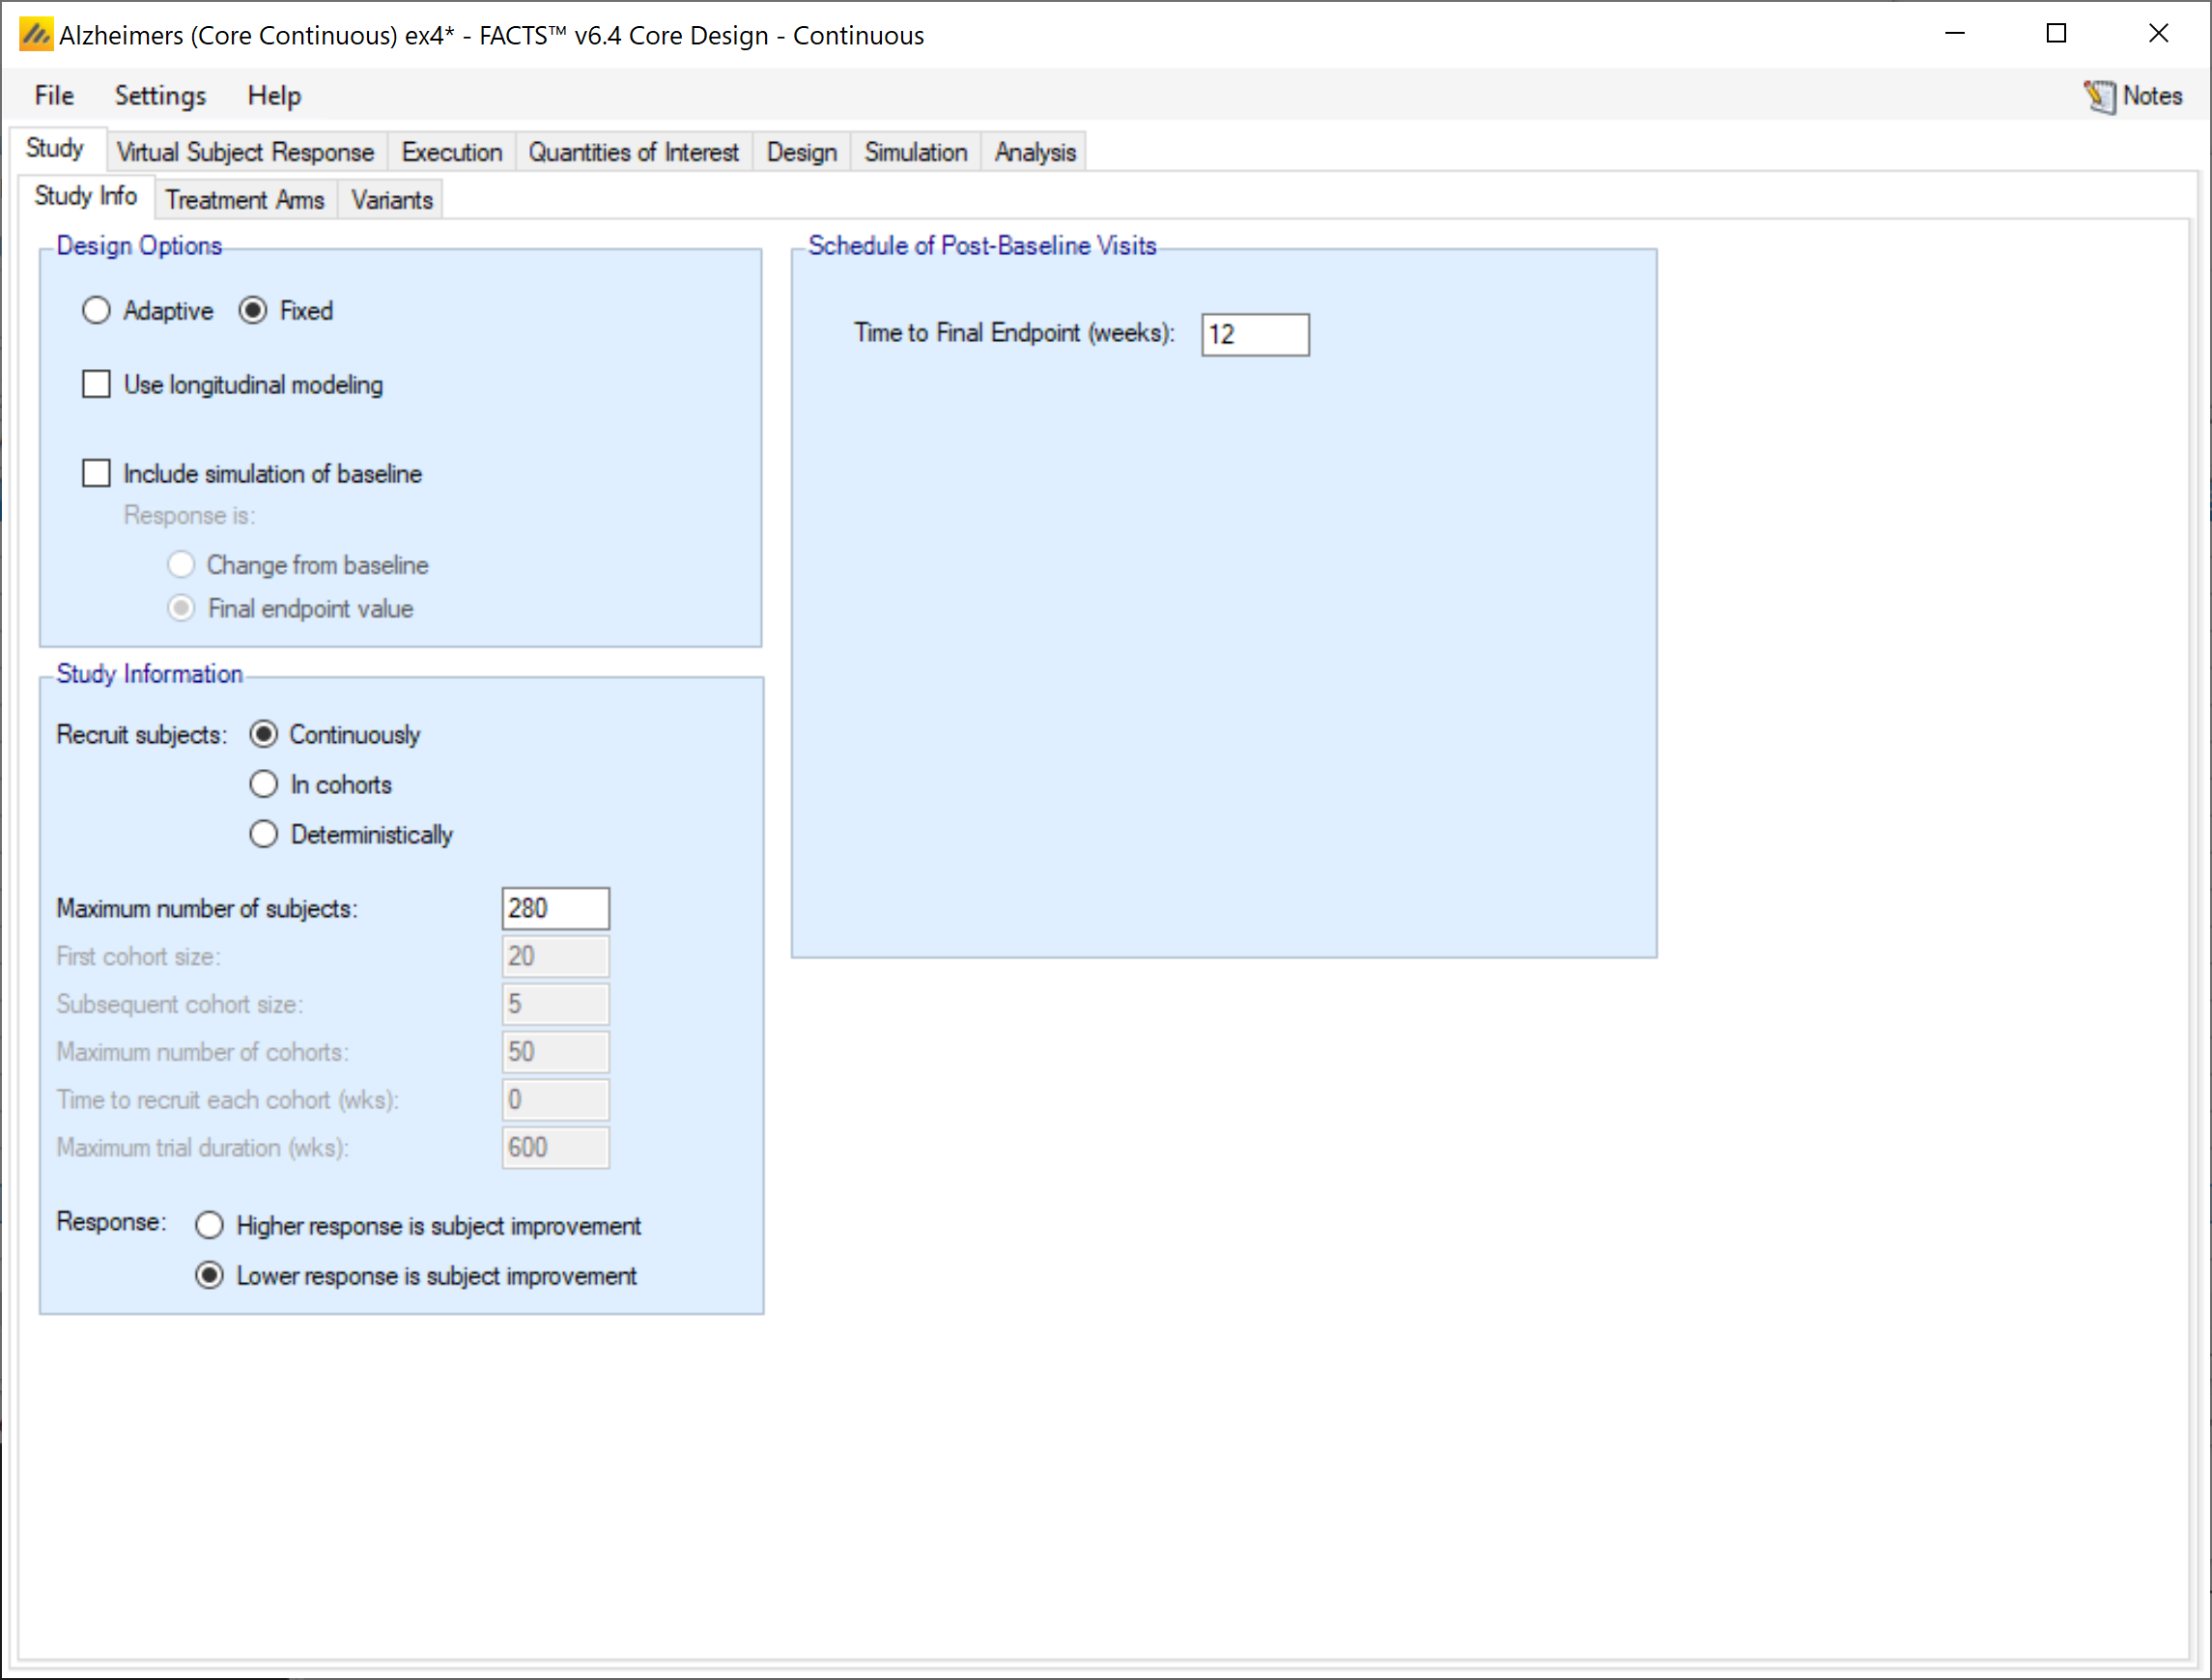 Alzheimers (Core Continuous) ex4* - FACTS™ v6.4 Core Design - Continuous
File Settings Help Notes
Study Virtual Subject Response Execution Quantities of Interest Design Simulation Analysis
Study Info Treatment Arms Variants
Design Options
Adaptive Fixed
Use longitudinal modeling
Include simulation of baseline
Response is:
Change from baseline
Final endpoint value
Study Information
Recruit subjects: Continuously
In cohorts
Deterministically
Maximum number of subjects: 280
First cohort size: 20
Subsequent cohort size: 5
Maximum number of cohorts: 50
Time to recruit each cohort (wks): 0
Maximum trial duration (wks): 600
Response: Higher response is subject improvement
Lower response is subject improvement
Schedule of Post-Baseline Visits
Time to Final Endpoint (weeks): 12